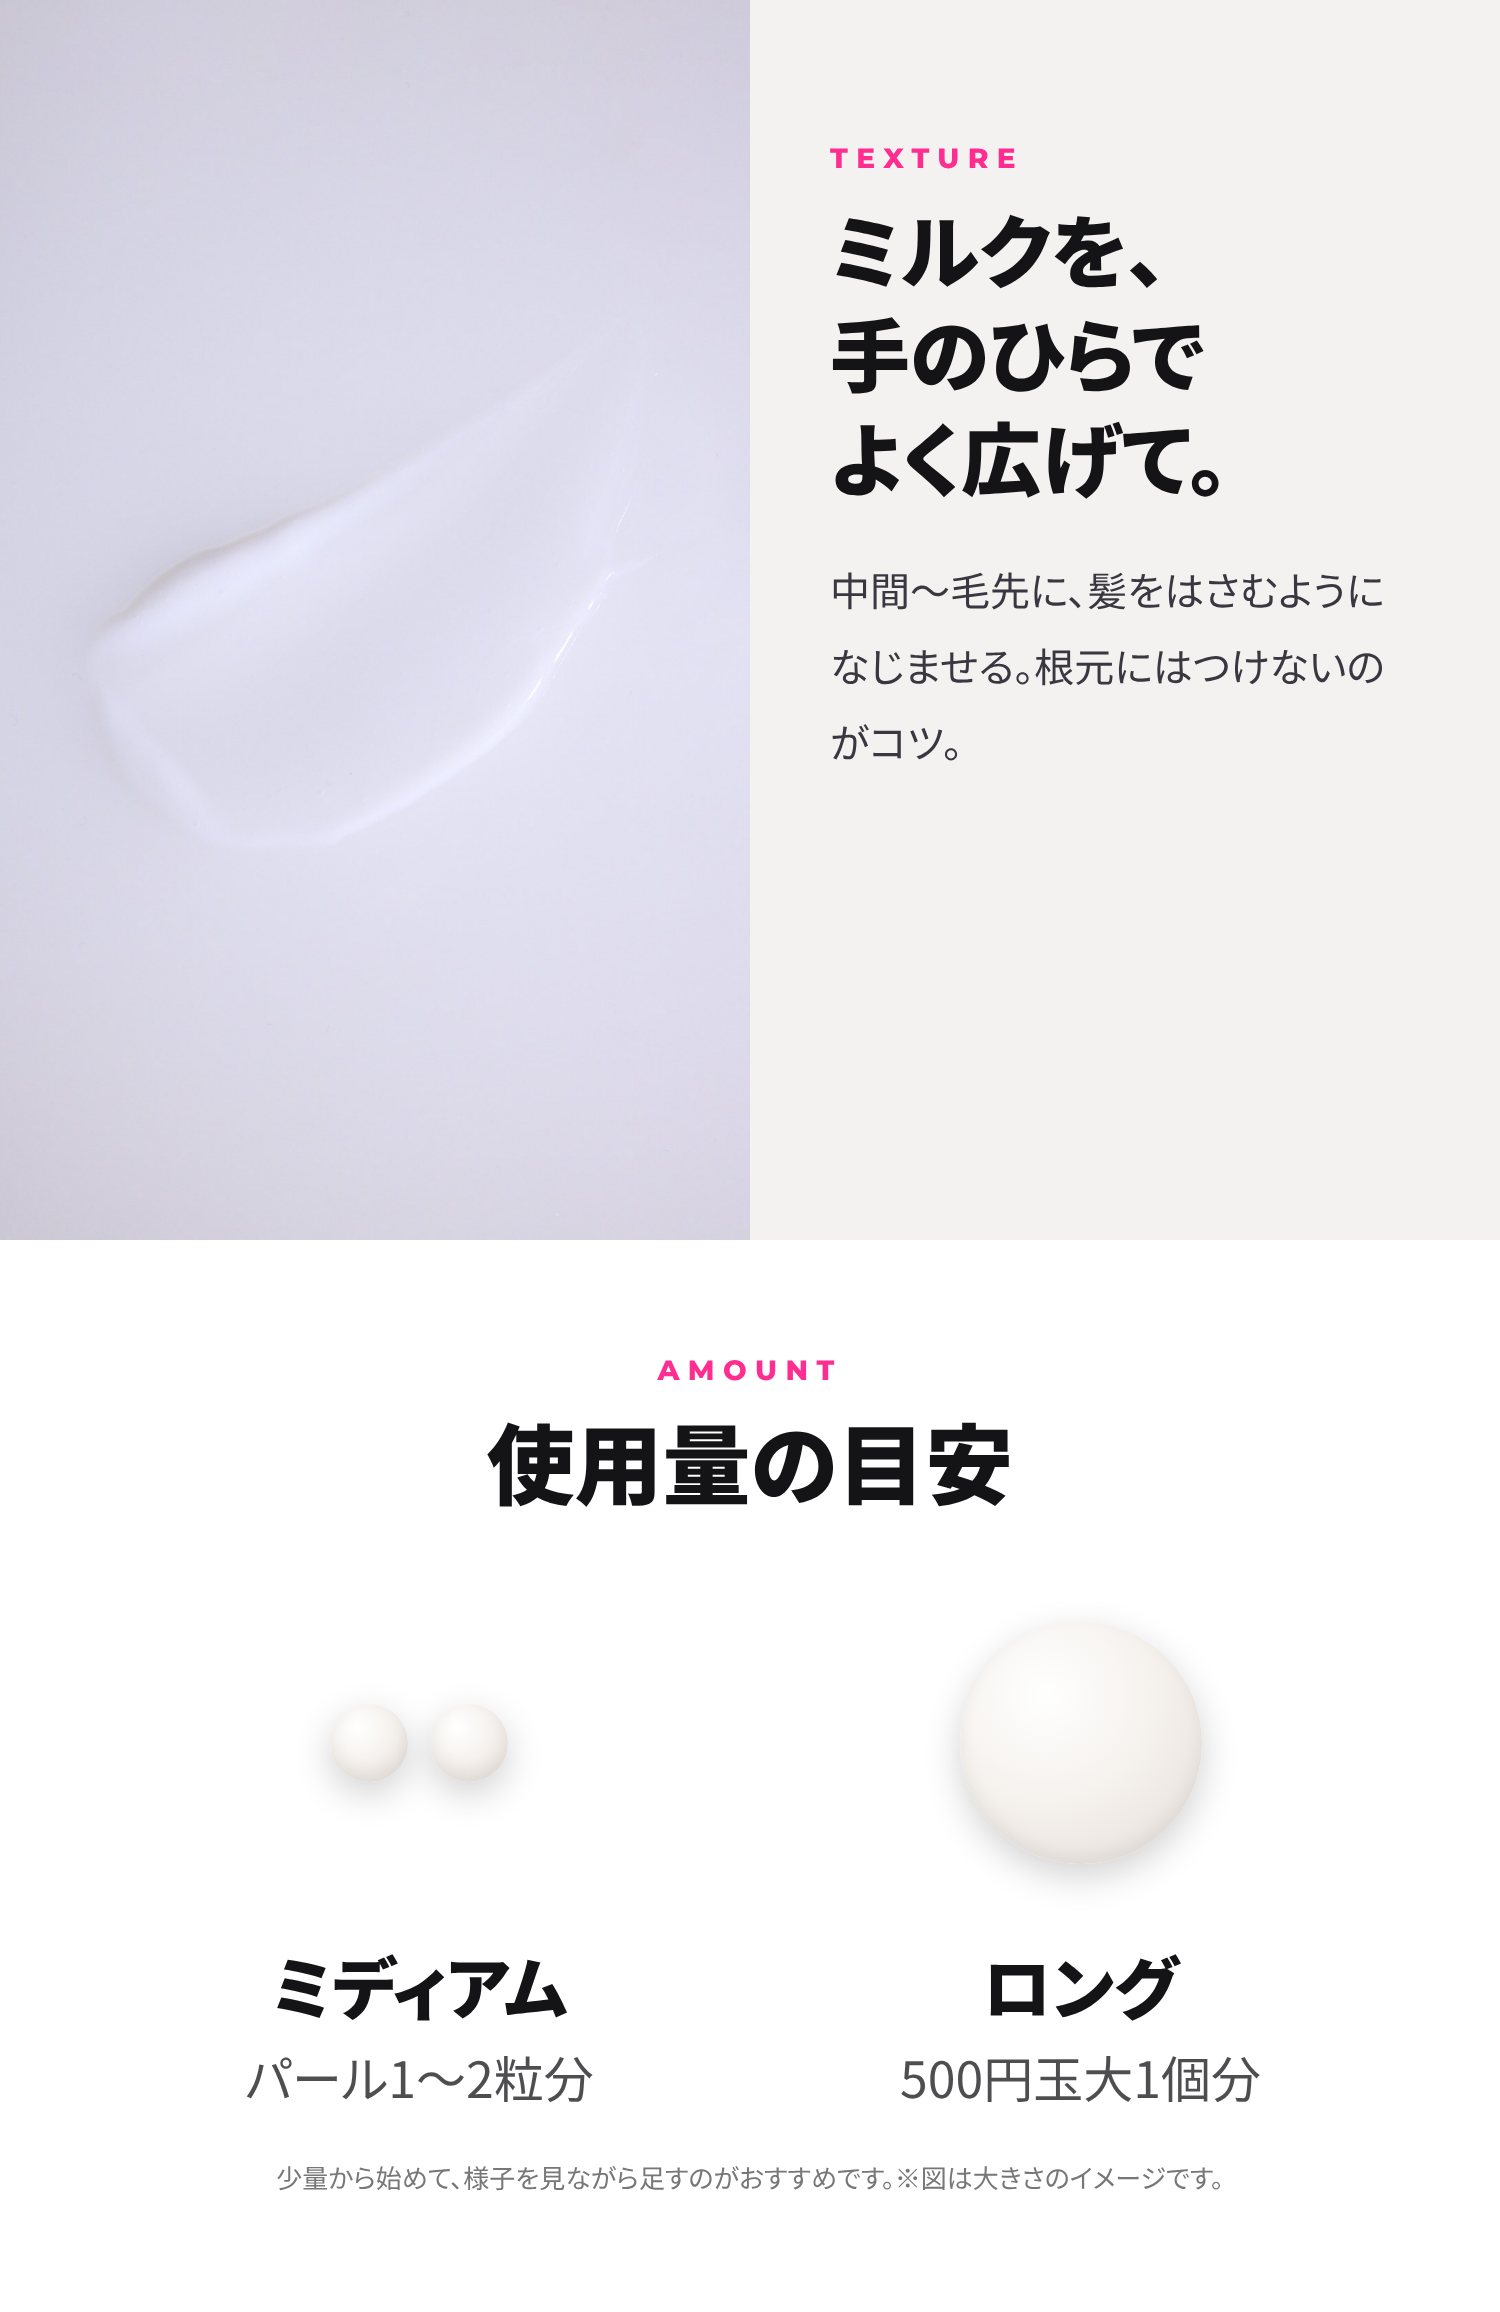 TEXTURE
ミルクを、
手のひらで
よく広げて。
中間〜毛先に、髪をはさむように
なじませる。根元にはつけないの
がコツ。
AMOUNT
使用量の目安
ミディアム
パール1〜2粒分
ロング
500円玉大1個分
少量から始めて、様子を見ながら足すのがおすすめです。※図は大きさのイメージです。